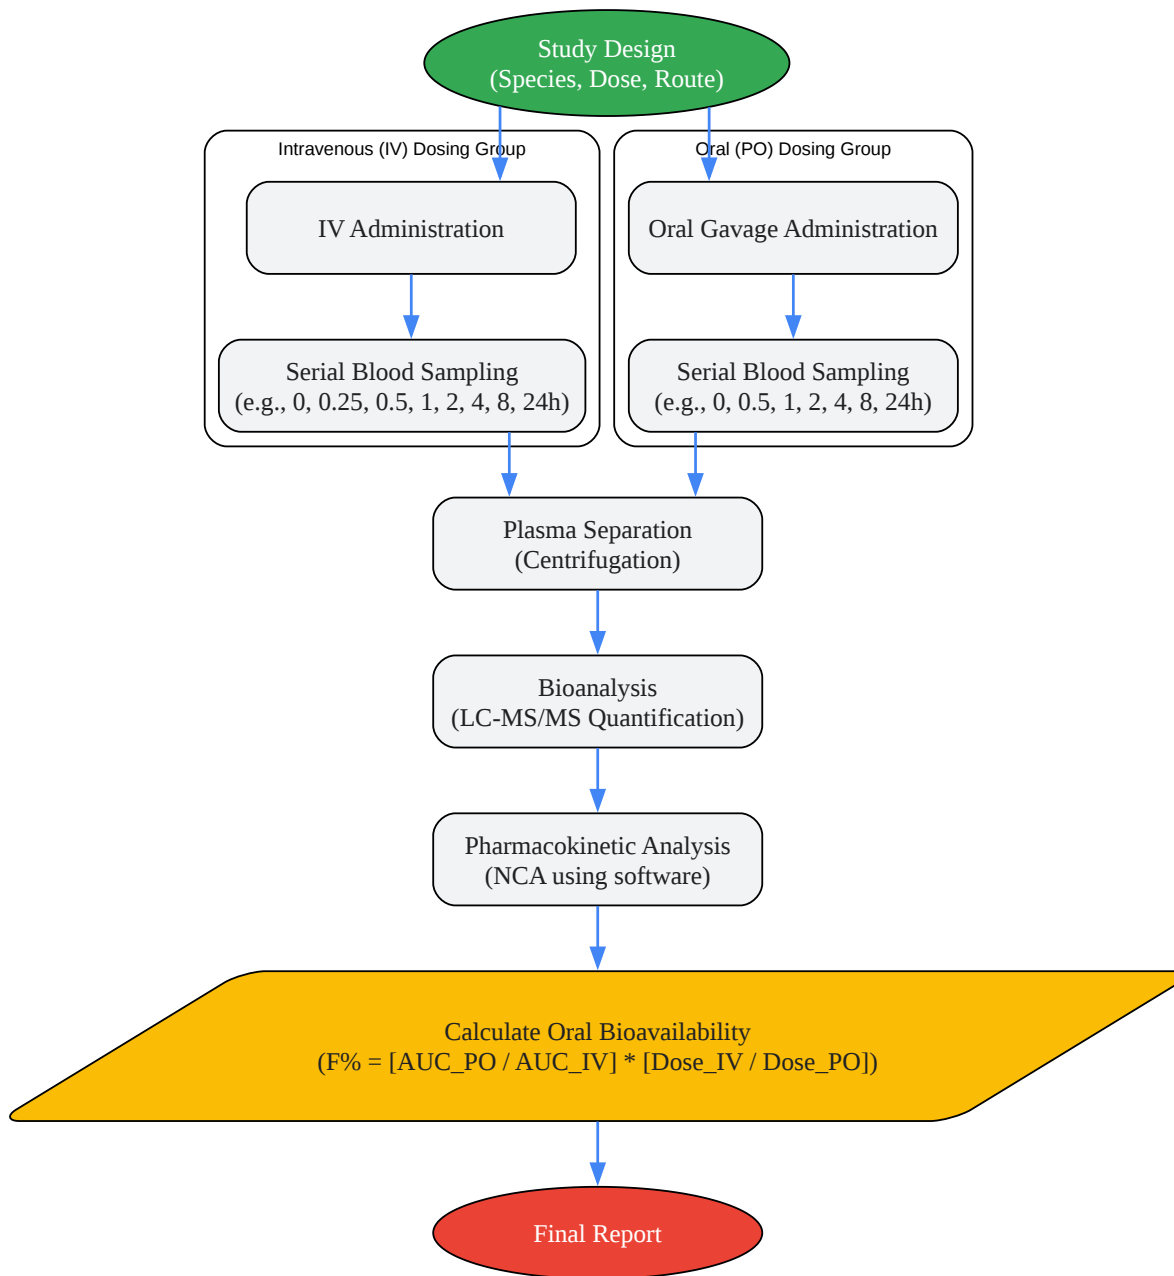 Study Design
(Species, Dose, Route)
Intravenous (IV) Dosing Group
Oral (PO) Dosing Group
IV Administration
Oral Gavage Administration
Serial Blood Sampling
(e.g., 0, 0.25, 0.5, 1, 2, 4, 8, 24h)
Serial Blood Sampling
(e.g., 0, 0.5, 1, 2, 4, 8, 24h)
Plasma Separation
(Centrifugation)
Bioanalysis
(LC-MS/MS Quantification)
Pharmacokinetic Analysis
(NCA using software)
Calculate Oral Bioavailability
(F% = [AUC_PO / AUC_IV] * [Dose_IV / Dose_PO])
Final Report